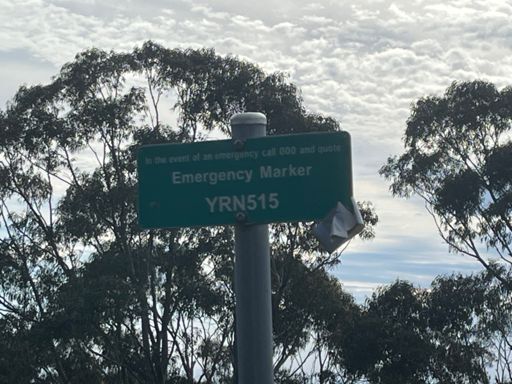 In the event of an emergency call 000 and quote
Emergency Marker
YRN515